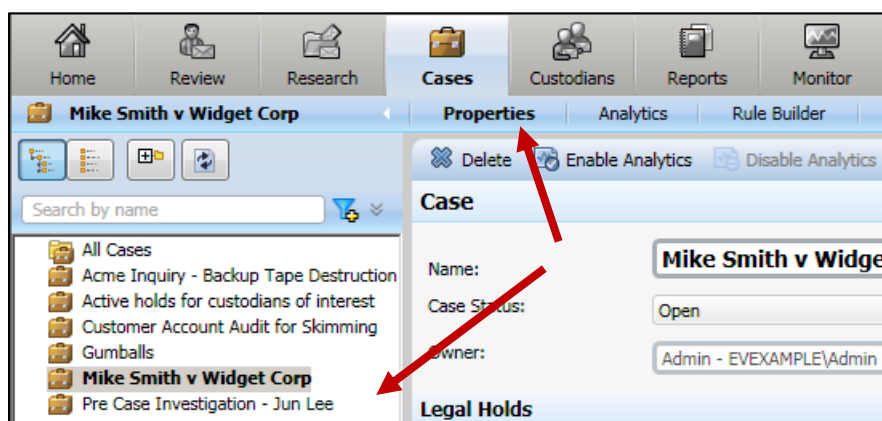 Home Review Research Cases Custodians Reports Monitor
Mike Smith v Widget Corp Properties Analytics Rule Builder
Delete Enable Analytics Disable Analytics
Search by name
Case
All Cases
Acme Inquiry - Backup Tape Destruction
Active holds for custodians of interest
Customer Account Audit for Skimming
Gumballs
Mike Smith v Widget Corp
Pre Case Investigation - Jun Lee
Name: Mike Smith v Widge
Case Status: Open
Owner: Admin - EVEXAMPLE\Admin
Legal Holds